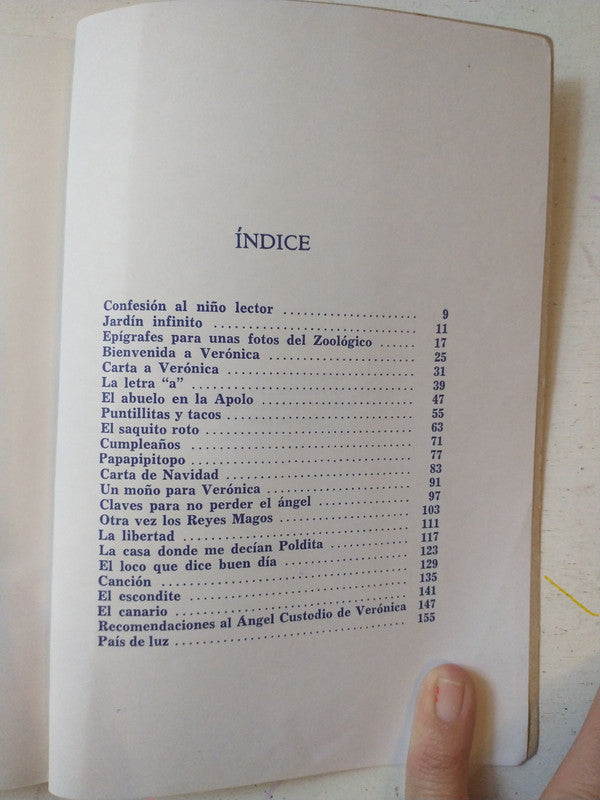 ÍNDICE
Confesión al niño lector .................... 9
Jardín infinito .................... 11
Epígrafes para unas fotos del Zoológico ...... 17
Bienvenida a Verónica .................... 25
Carta a Verónica .................... 31
La letra “a” .................... 39
El abuelo en la Apolo .................... 47
Puntillitas y tacos .................... 55
El saquito roto .................... 63
Cumpleaños .................... 71
Papapipitopo .................... 77
Carta de Navidad .................... 83
Un moño para Verónica .................... 91
Claves para no perder el ángel .................... 97
Otra vez los Reyes Magos .................... 103
La libertad .................... 111
La casa donde me decían Poldita .................... 117
El loco que dice buen día .................... 123
Canción .................... 129
El escondite .................... 135
El canario .................... 141
Recomendaciones al Ángel Custodio de Verónica 147
País de luz .................... 155